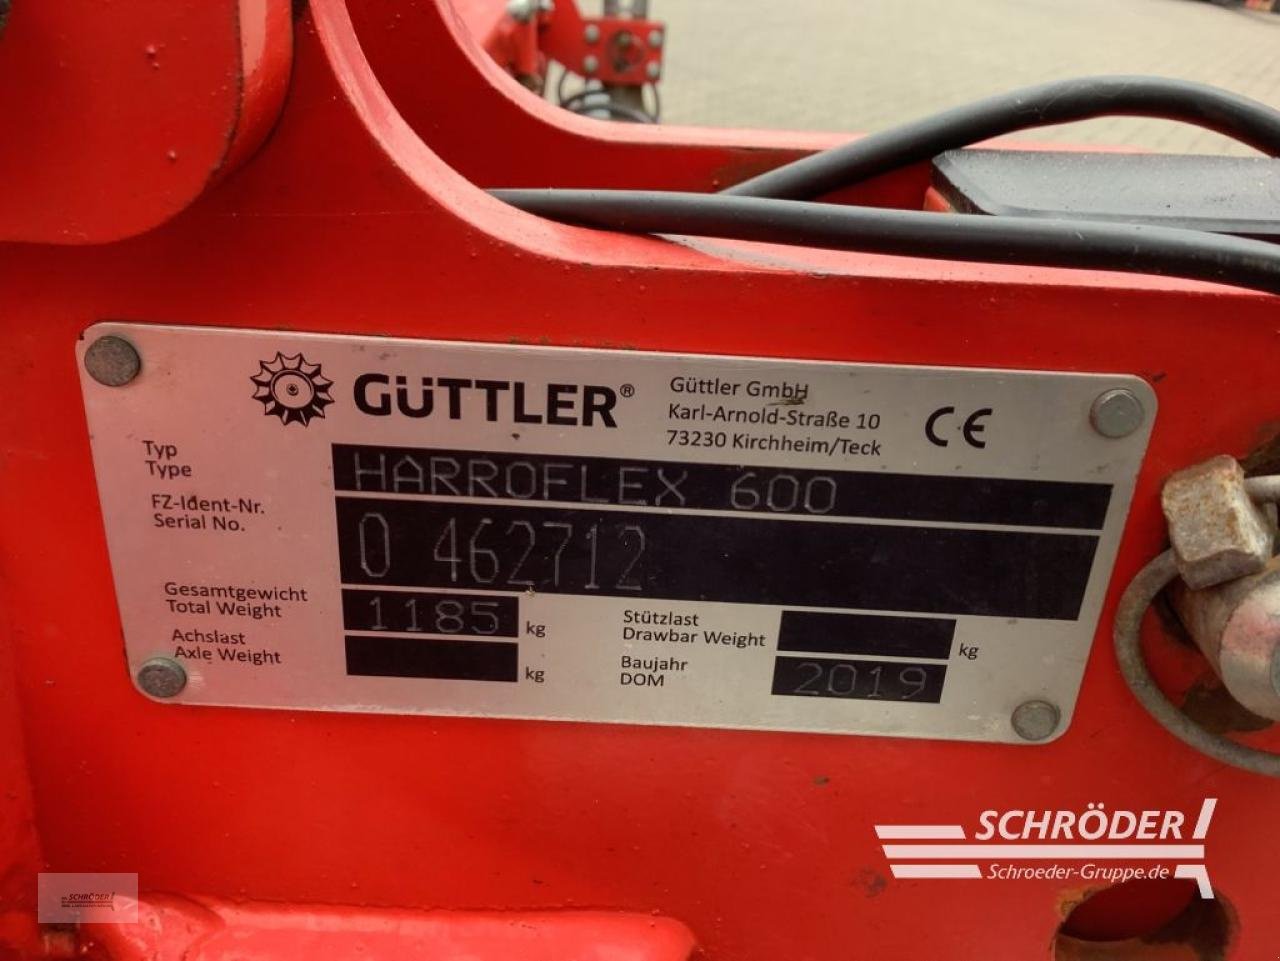 GÜTTLER®
Güttler GmbH
Karl-Arnold-Straße 10
73230 Kirchheim/Teck
CE
Typ
Type
HARROFLEX 600
FZ-Ident-Nr.
Serial No.
0 462712
Gesamtgewicht
Total Weight
1185 kg
Achslast
Axle Weight
kg
Stützlast
Drawbar Weight
kg
Baujahr
DOM
2019
SCHRÖDER
Schroeder-Gruppe.de
SCHRÖDER